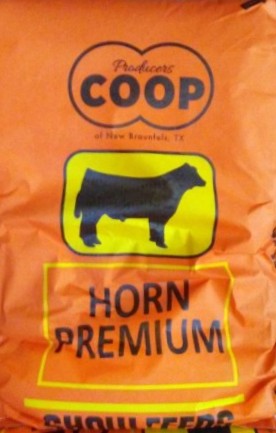 Producers
COOP
of New Braunfels, TX
HORN
PREMIUM